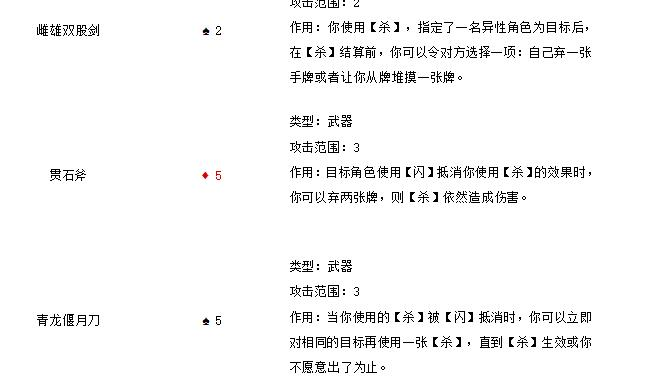 攻击范围：2
雌雄双股剑
♠ 2
作用：你使用【杀】，指定了一名异性角色为目标后，
在【杀】结算前，你可以令对方选择一项：自己弃一张
手牌或者让你从牌堆摸一张牌。
类型：武器
攻击范围：3
贯石斧
♦ 5
作用：目标角色使用【闪】抵消你使用【杀】的效果时，
你可以弃两张牌，则【杀】依然造成伤害。
类型：武器
攻击范围：3
青龙偃月刀
♠ 5
作用：当你使用的【杀】被【闪】抵消时，你可以立即
对相同的目标再使用一张【杀】，直到【杀】生效或你
不愿意出了为止。